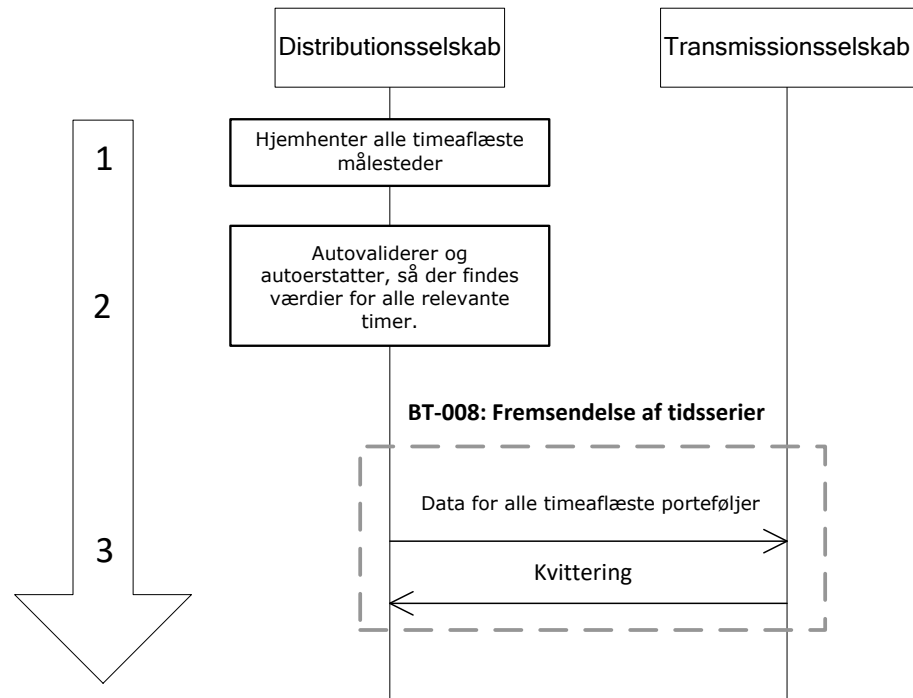 Distributionsselskab
Transmissionsselskab
1
Hjemhenter alle timeaflæste
målesteder
2
Autovaliderer og
autoerstatter, så der findes
værdier for alle relevante
timer.
BT-008: Fremsendelse af tidsserier
3
Data for alle timeaflæste porteføljer
Kvittering